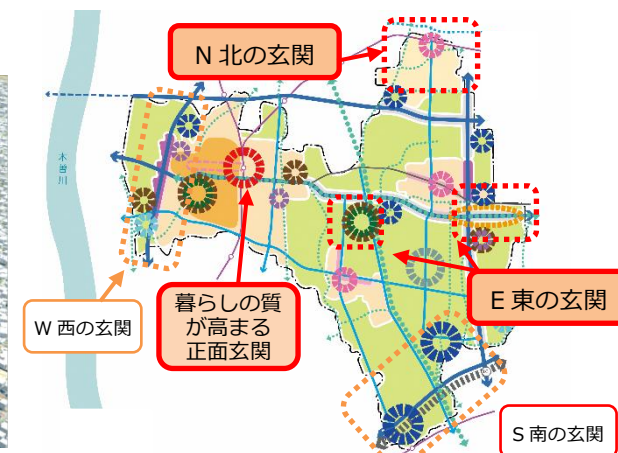 N 北の玄関
木曽川
W 西の玄関
暮らしの質
が高まる
正面玄関
E 東の玄関
S 南の玄関